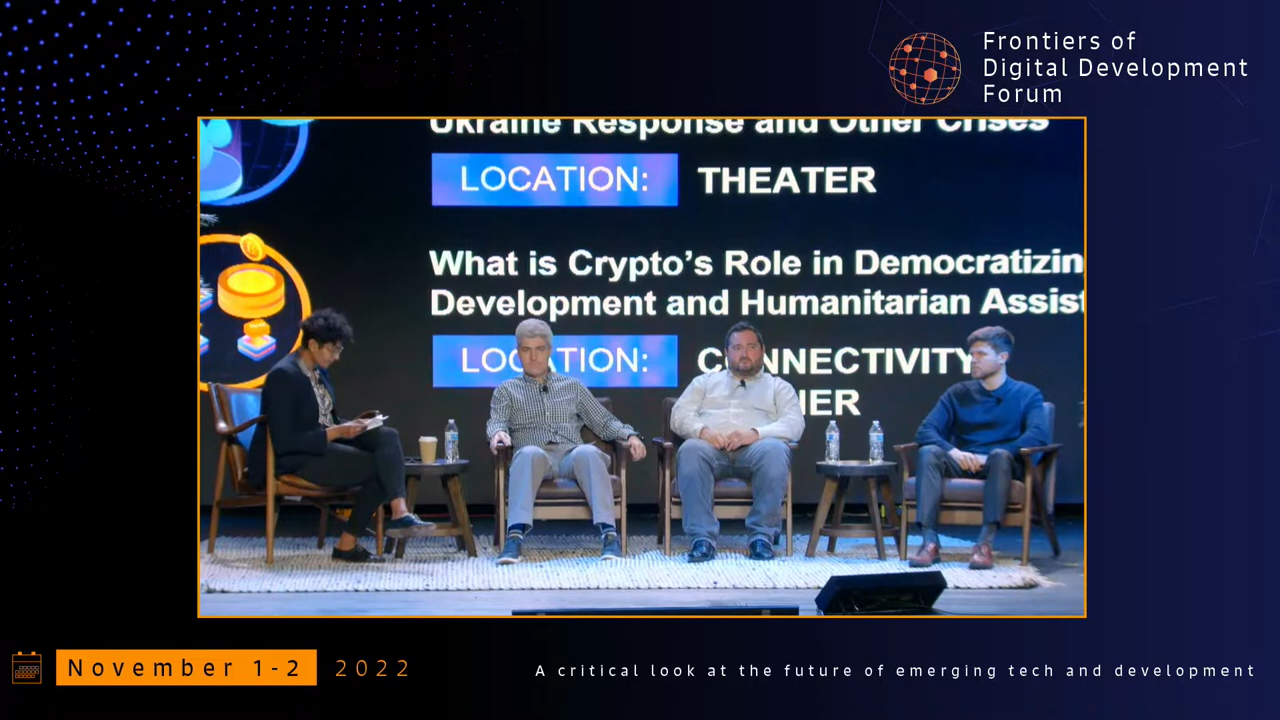 Frontiers of
Digital Development
Forum
Ukraine Response and Other Crises
LOCATION: THEATER
What is Crypto's Role in Democratizin
Development and Humanitarian Assist
LOCATION: CONNECTIVITY
November 1-2 2022
A critical look at the future of emerging tech and development